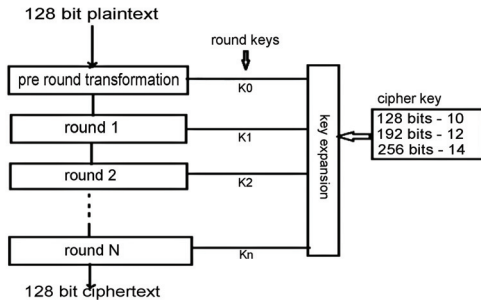 128 bit plaintext
round keys
pre round transformation
K0
cipher key
128 bits - 10
192 bits - 12
256 bits - 14
key expansion
round 1
K1
round 2
K2
round N
Kn
128 bit ciphertext